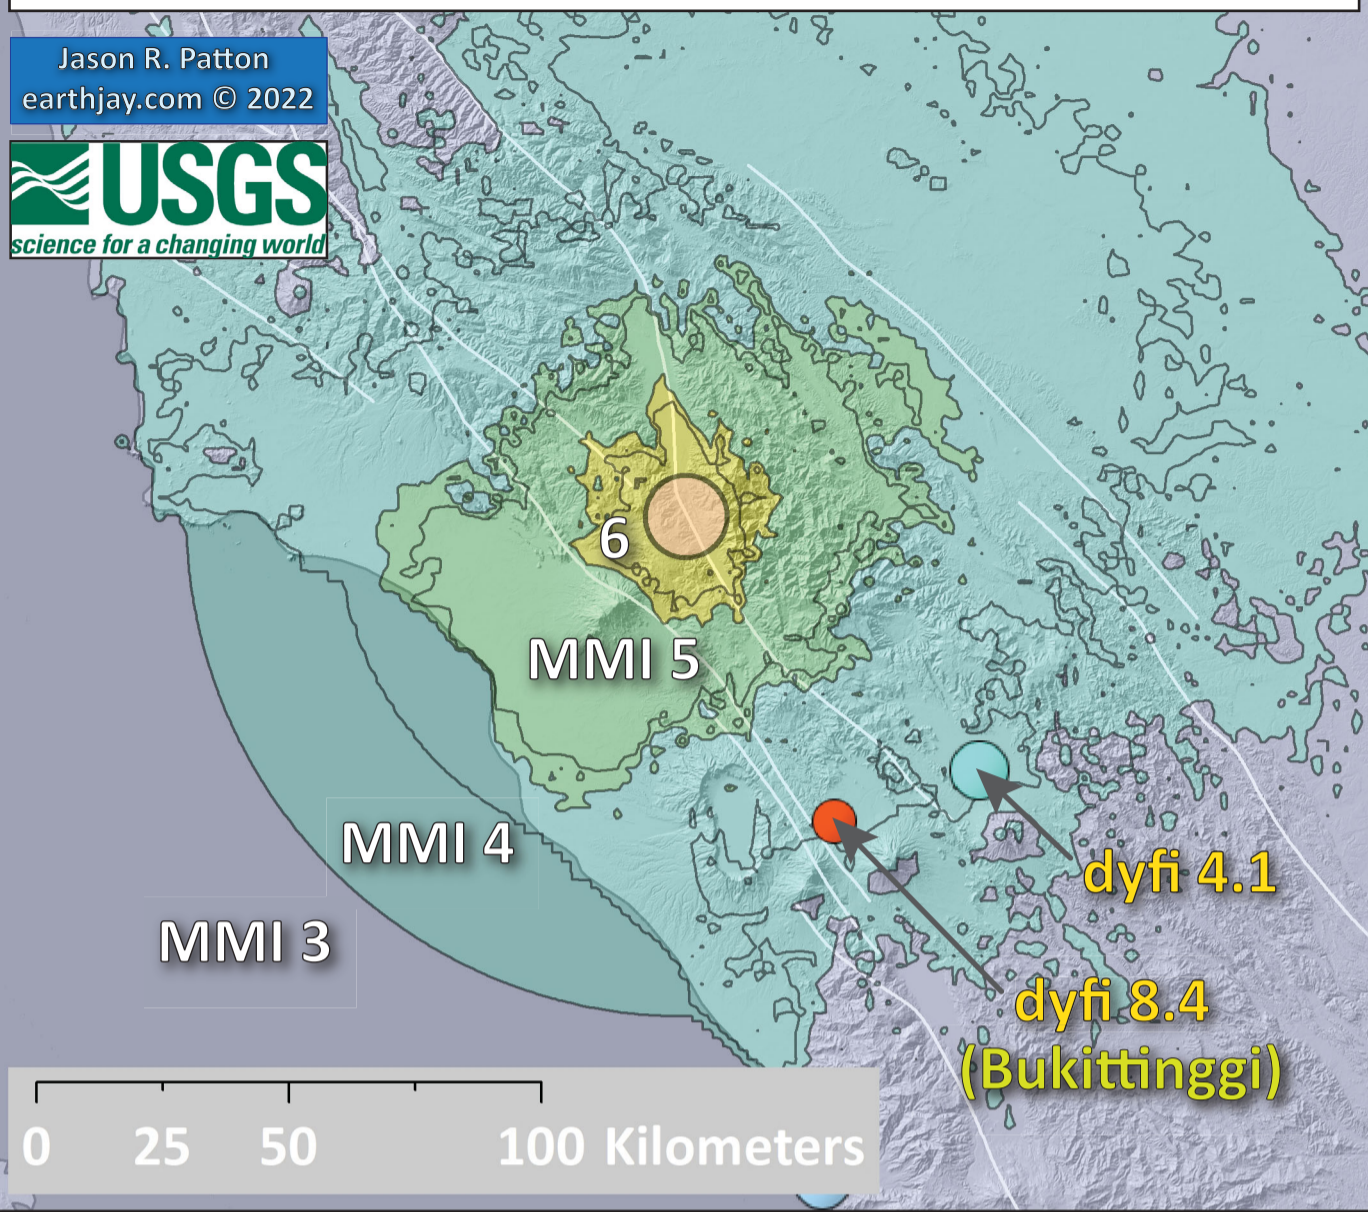 Jason R. Patton
earthjay.com © 2022
USGS
science for a changing world
6
MMI 5
MMI 4
dyfi 4.1
MMI 3
dyfi 8.4
(Bukittinggi)
0 25 50 100 Kilometers